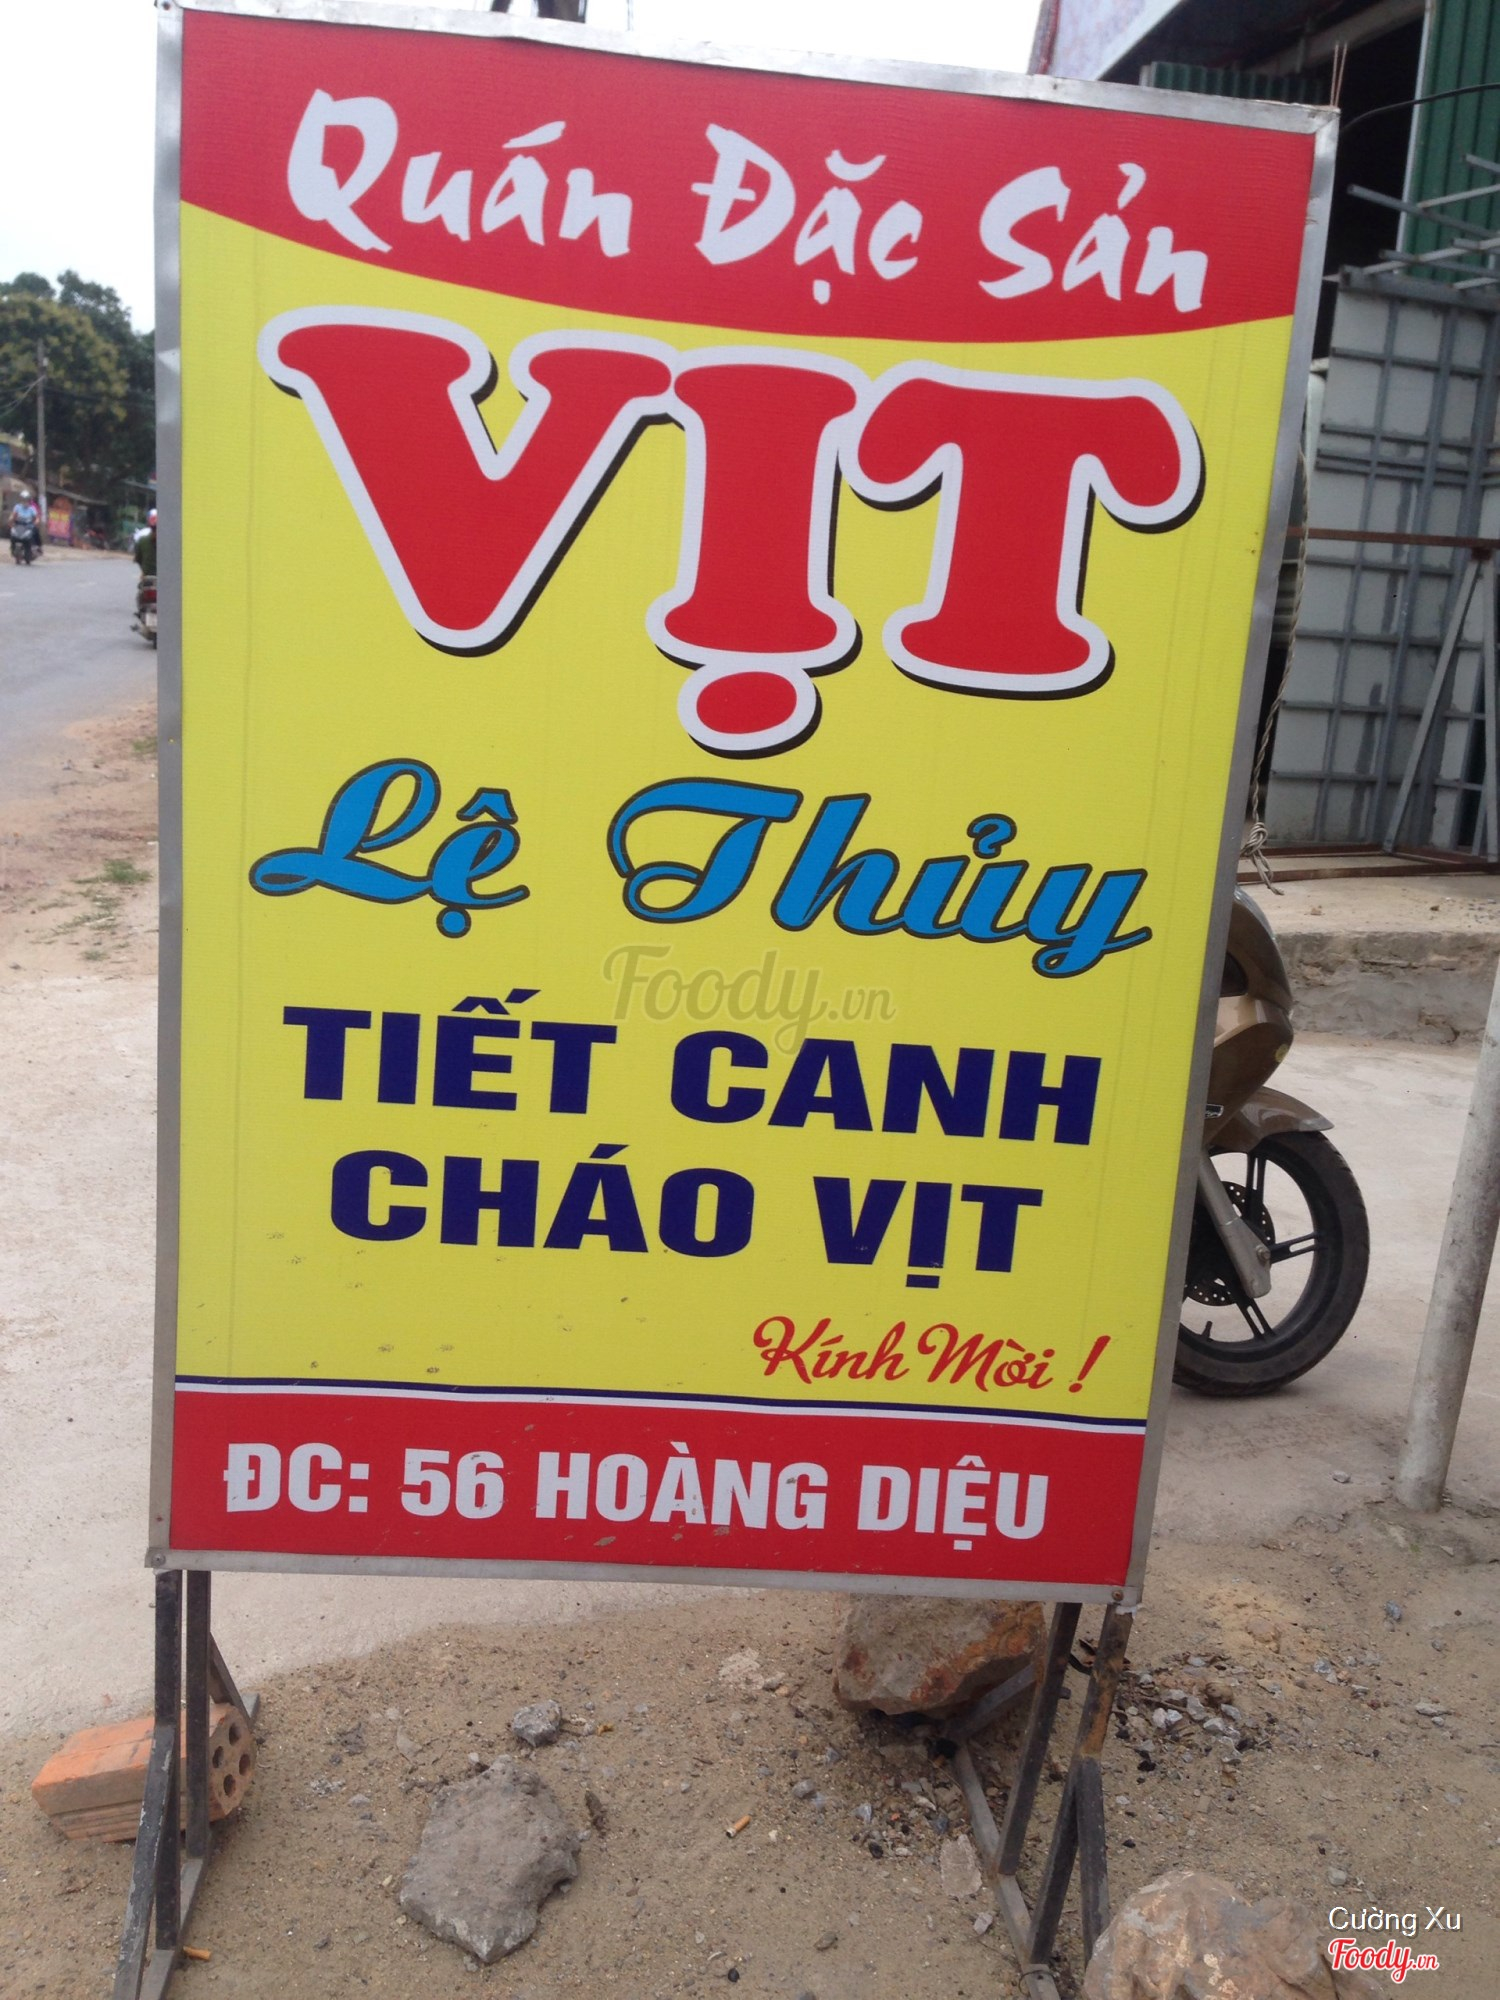 Quán Đặc Sản
VỊT
Lệ Thủy
Foody.vn
TIẾT CANH
CHÁO VỊT
Kính Mời !
ĐC: 56 HOÀNG DIỆU
Cường Xu
Foody.vn